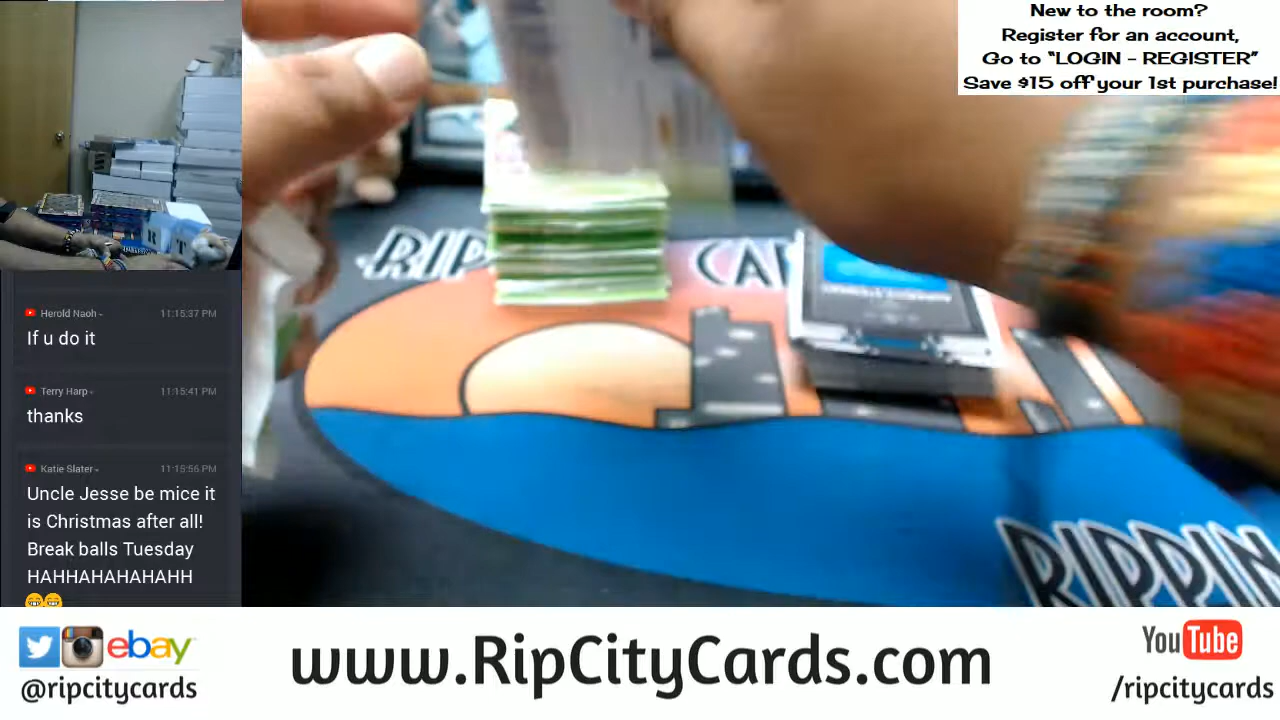 New to the room?
Register for an account,
Go to "LOGIN - REGISTER"
Save $15 off your 1st purchase!
RIP
CA
RIPPIN
Herold Naoh
11:15:37 PM
If u do it
Terry Harp
11:15:41 PM
thanks
Katie Slater
11:15:56 PM
Uncle Jesse be mice it
is Christmas after all!
Break balls Tuesday
HAHHAHAHAHAHH
😁😁
ebay
@ripcitycards
www.RipCityCards.com
YouTube
/ripcitycards